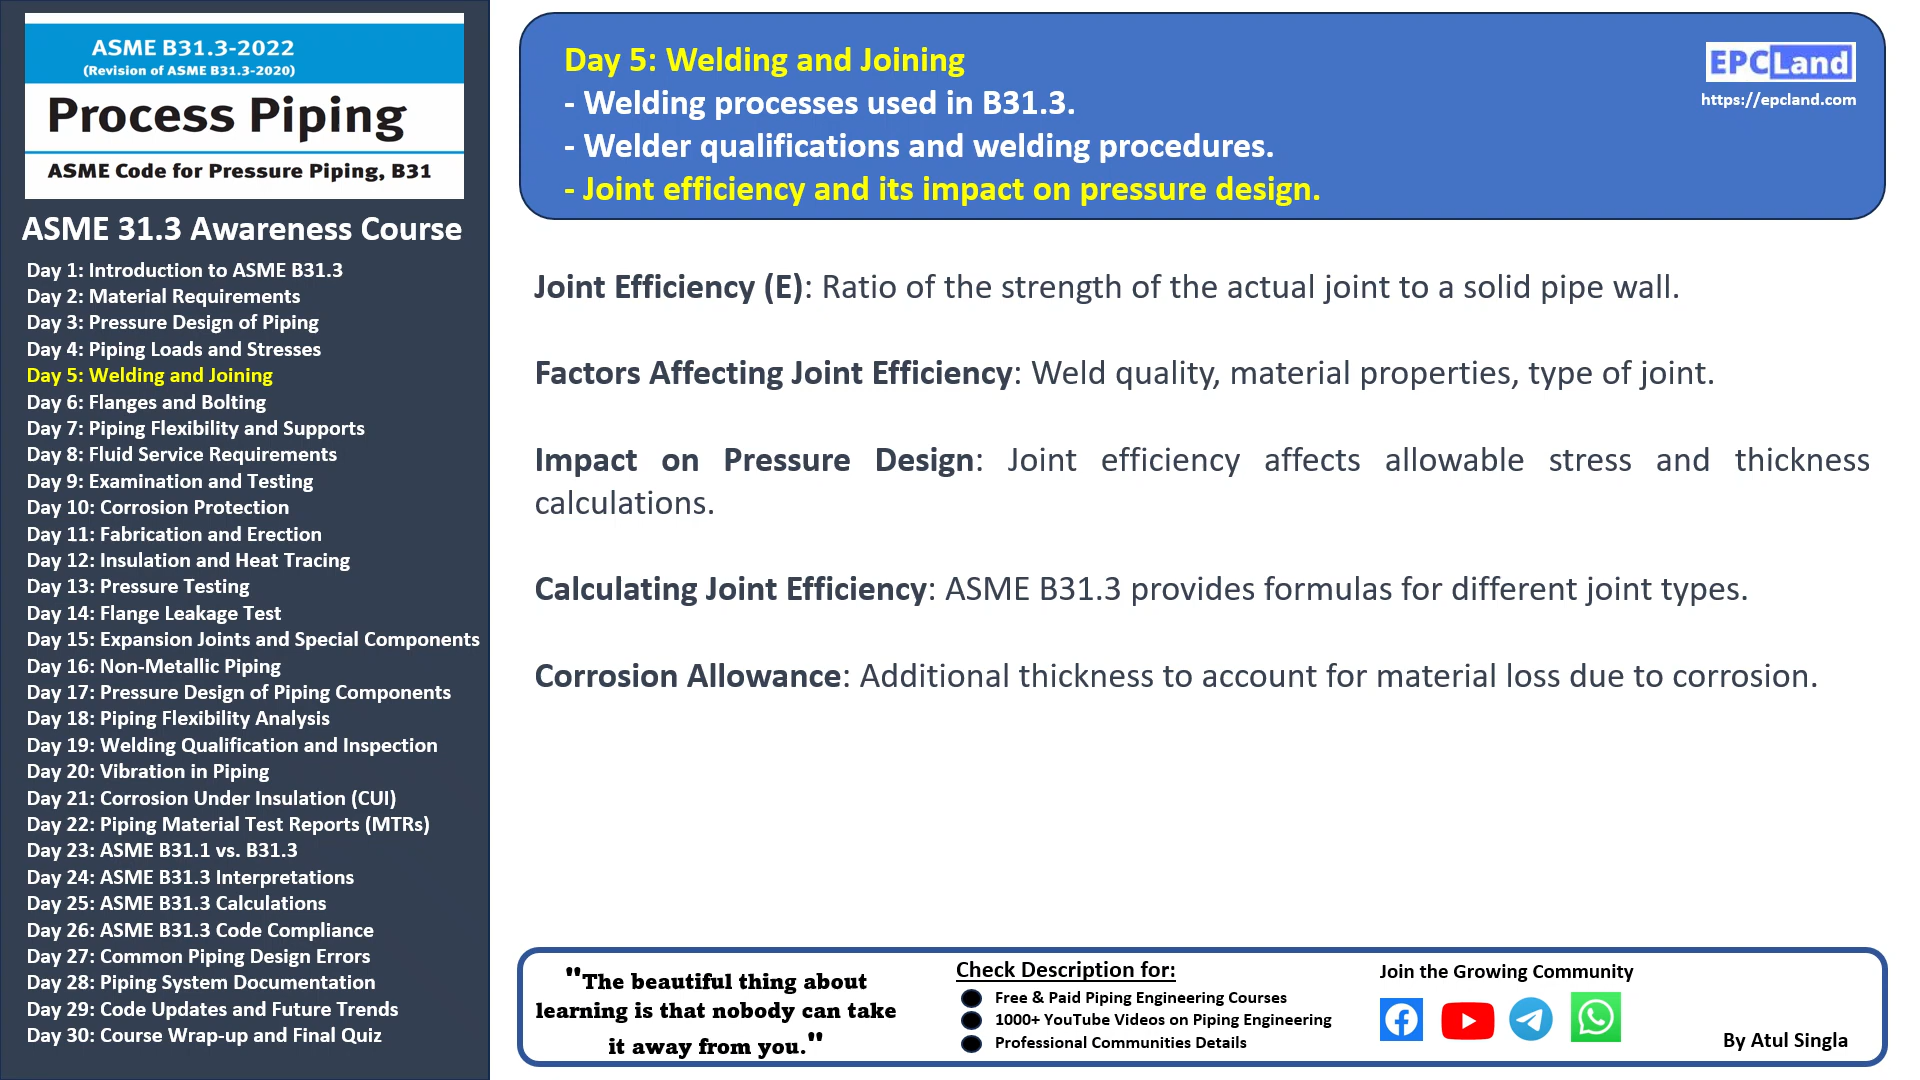 ASME B31.3-2022
(Revision of ASME B31.3-2020)
Process Piping
ASME Code for Pressure Piping, B31
ASME 31.3 Awareness Course
Day 1: Introduction to ASME B31.3
Day 2: Material Requirements
Day 3: Pressure Design of Piping
Day 4: Piping Loads and Stresses
Day 5: Welding and Joining
Day 6: Flanges and Bolting
Day 7: Piping Flexibility and Supports
Day 8: Fluid Service Requirements
Day 9: Examination and Testing
Day 10: Corrosion Protection
Day 11: Fabrication and Erection
Day 12: Insulation and Heat Tracing
Day 13: Pressure Testing
Day 14: Flange Leakage Test
Day 15: Expansion Joints and Special Components
Day 16: Non-Metallic Piping
Day 17: Pressure Design of Piping Components
Day 18: Piping Flexibility Analysis
Day 19: Welding Qualification and Inspection
Day 20: Vibration in Piping
Day 21: Corrosion Under Insulation (CUI)
Day 22: Piping Material Test Reports (MTRs)
Day 23: ASME B31.1 vs. B31.3
Day 24: ASME B31.3 Interpretations
Day 25: ASME B31.3 Calculations
Day 26: ASME B31.3 Code Compliance
Day 27: Common Piping Design Errors
Day 28: Piping System Documentation
Day 29: Code Updates and Future Trends
Day 30: Course Wrap-up and Final Quiz
Day 5: Welding and Joining
- Welding processes used in B31.3.
- Welder qualifications and welding procedures.
- Joint efficiency and its impact on pressure design.
EPCLand
https://epcland.com
Joint Efficiency (E): Ratio of the strength of the actual joint to a solid pipe wall.
Factors Affecting Joint Efficiency: Weld quality, material properties, type of joint.
Impact on Pressure Design: Joint efficiency affects allowable stress and thickness
calculations.
Calculating Joint Efficiency: ASME B31.3 provides formulas for different joint types.
Corrosion Allowance: Additional thickness to account for material loss due to corrosion.
"The beautiful thing about
learning is that nobody can take
it away from you."
Check Description for:
Free & Paid Piping Engineering Courses
1000+ YouTube Videos on Piping Engineering
Professional Communities Details
Join the Growing Community
By Atul Singla